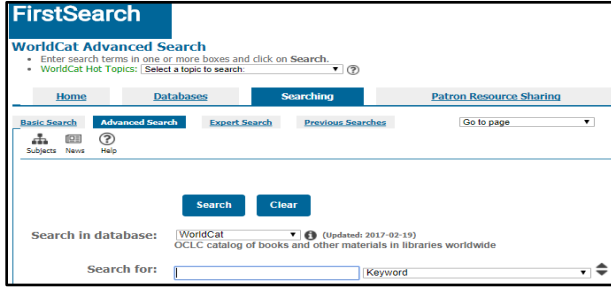 FirstSearch
WorldCat Advanced Search
• Enter search terms in one or more boxes and click on Search.
• WorldCat Hot Topics: Select a topic to search:
Home Databases Searching Patron Resource Sharing
Basic Search Advanced Search Expert Search Previous Searches Go to page
Subjects News Help
Search Clear
Search in database: WorldCat (Updated: 2017-02-19)
OCLC catalog of books and other materials in libraries worldwide
Search for: Keyword